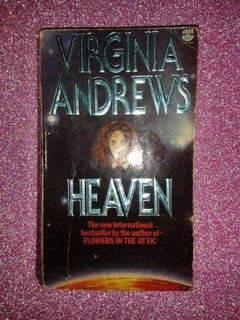 VIRGINIA
ANDREWS
HEAVEN
The new international
bestseller by the author of
FLOWERS IN THE ATTIC